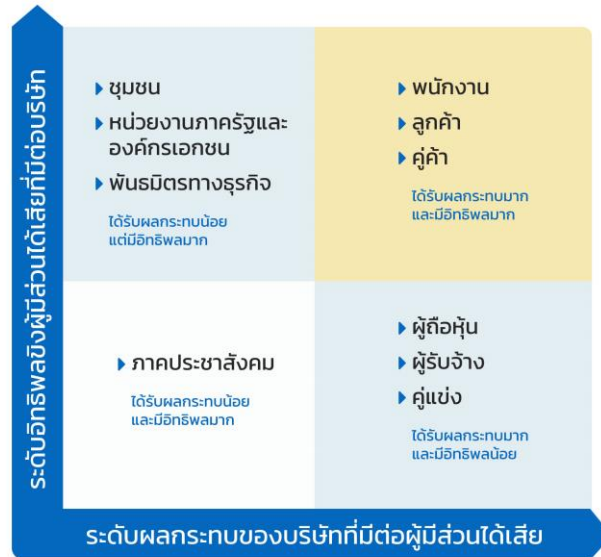 ระดับอิทธิพลขิงผู้มีส่วนได้เสียที่มีต่อบริษัท
ชุมชน
หน่วยงานภาครัฐและ
องค์กรเอกชน
พันธมิตรทางธุรกิจ
ได้รับผลกระทบน้อย
แต่มีอิทธิพลมาก
พนักงาน
ลูกค้า
คู่ค้า
ได้รับผลกระทบมาก
และมีอิทธิพลมาก
ภาคประชาสังคม
ได้รับผลกระทบน้อย
และมีอิทธิพลมาก
ผู้ถือหุ้น
ผู้รับจ้าง
คู่แข่ง
ได้รับผลกระทบมาก
และมีอิทธิพลน้อย
ระดับผลกระทบของบริษัทที่มีต่อผู้มีส่วนได้เสีย